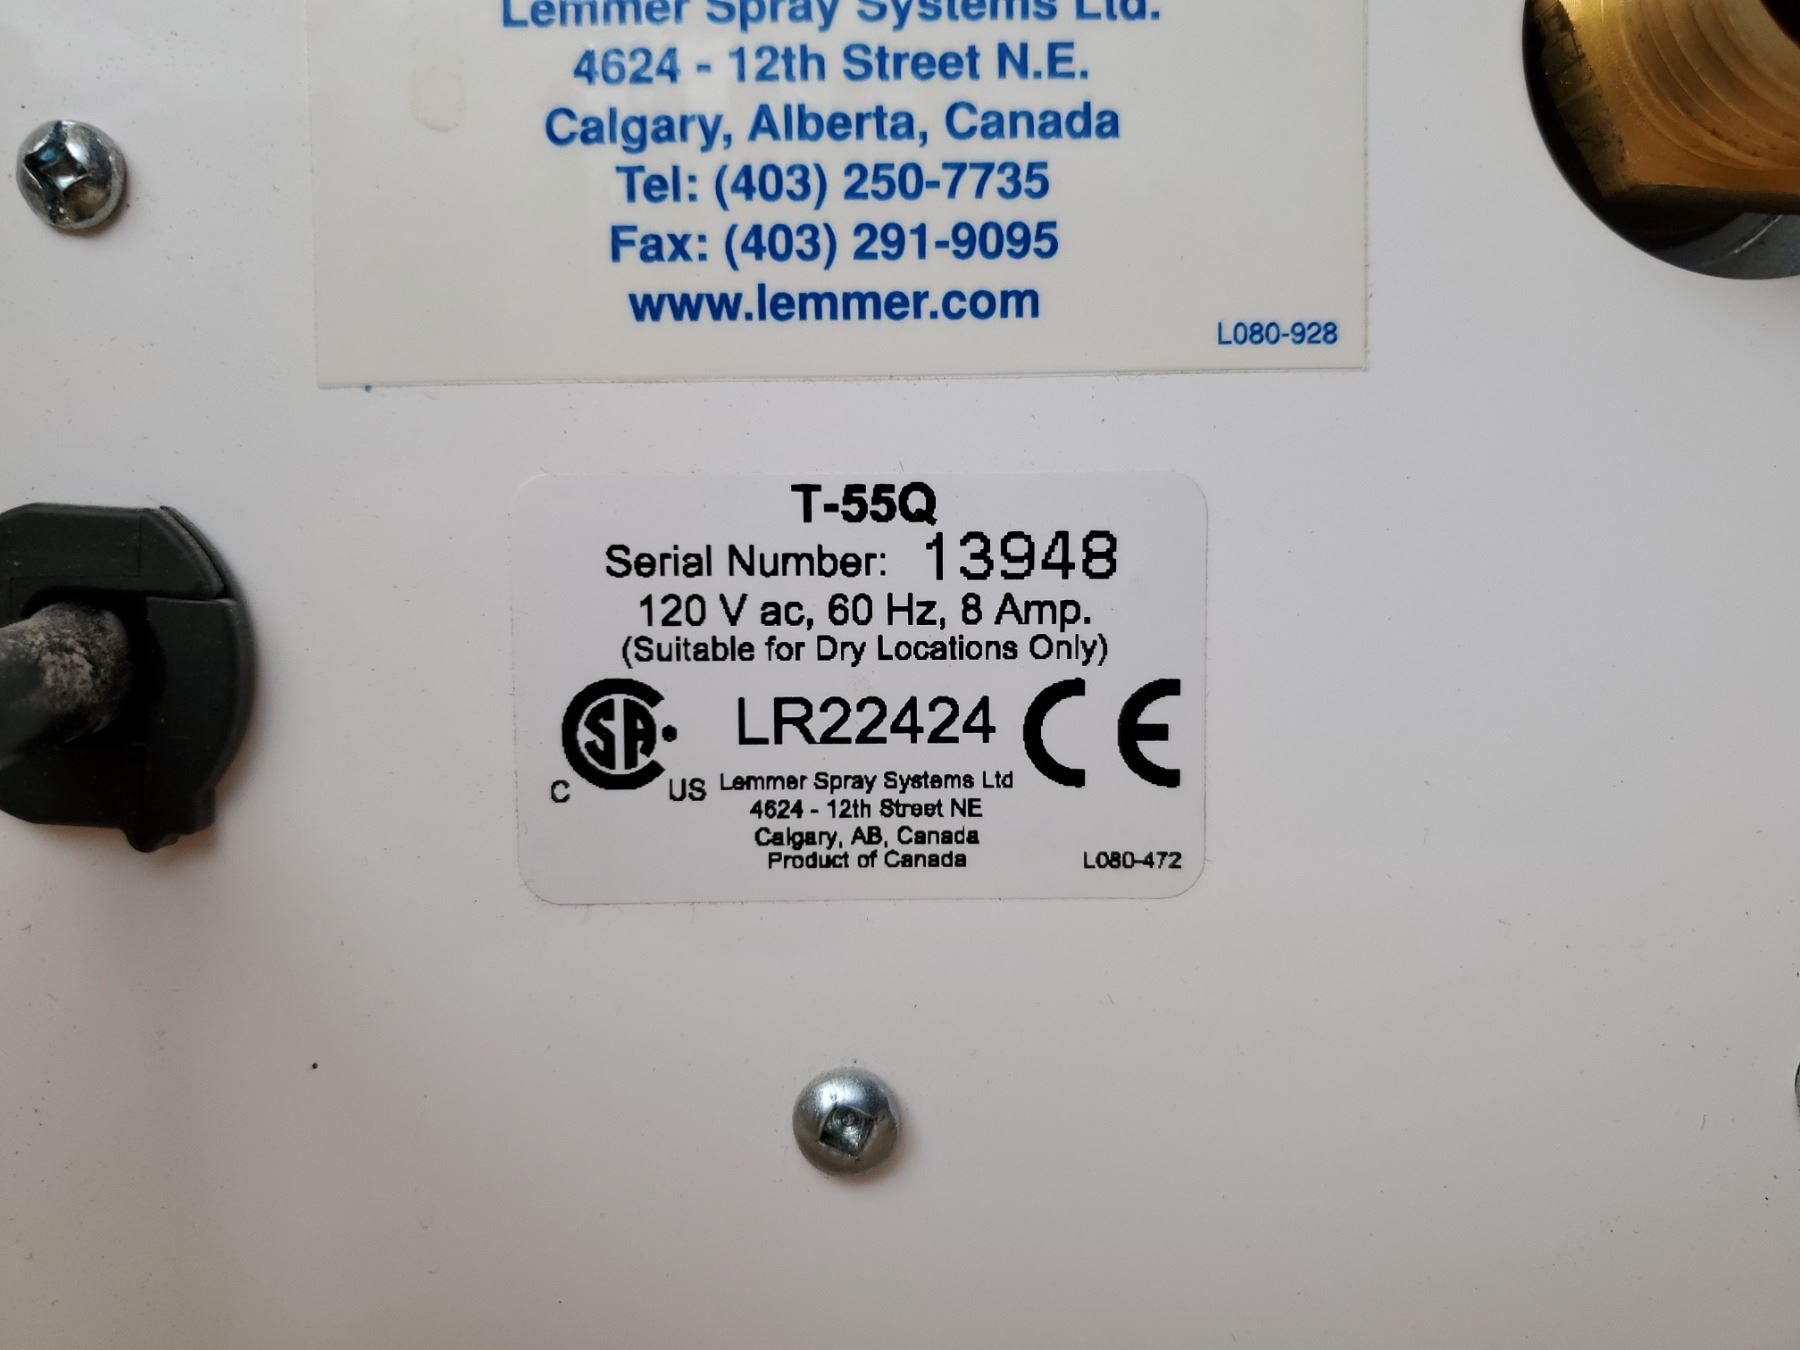 Lemmer Spray Systems Ltd.
4624 - 12th Street N.E.
Calgary, Alberta, Canada
Tel: (403) 250-7735
Fax: (403) 291-9095
www.lemmer.com
L080-928
T-55Q
Serial Number: 13948
120 V ac, 60 Hz, 8 Amp.
(Suitable for Dry Locations Only)
C SA US LR22424 CE
Lemmer Spray Systems Ltd
4624 - 12th Street NE
Calgary, AB, Canada
Product of Canada
L080-472